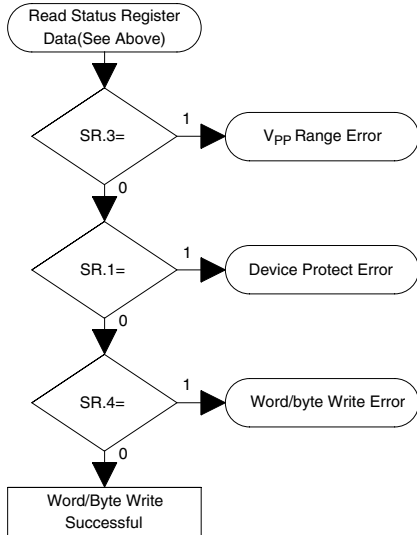 Read Status Register
Data(See Above)
SR.3=
1
VPP Range Error
0
SR.1=
1
Device Protect Error
0
SR.4=
1
Word/byte Write Error
0
Word/Byte Write
Successful